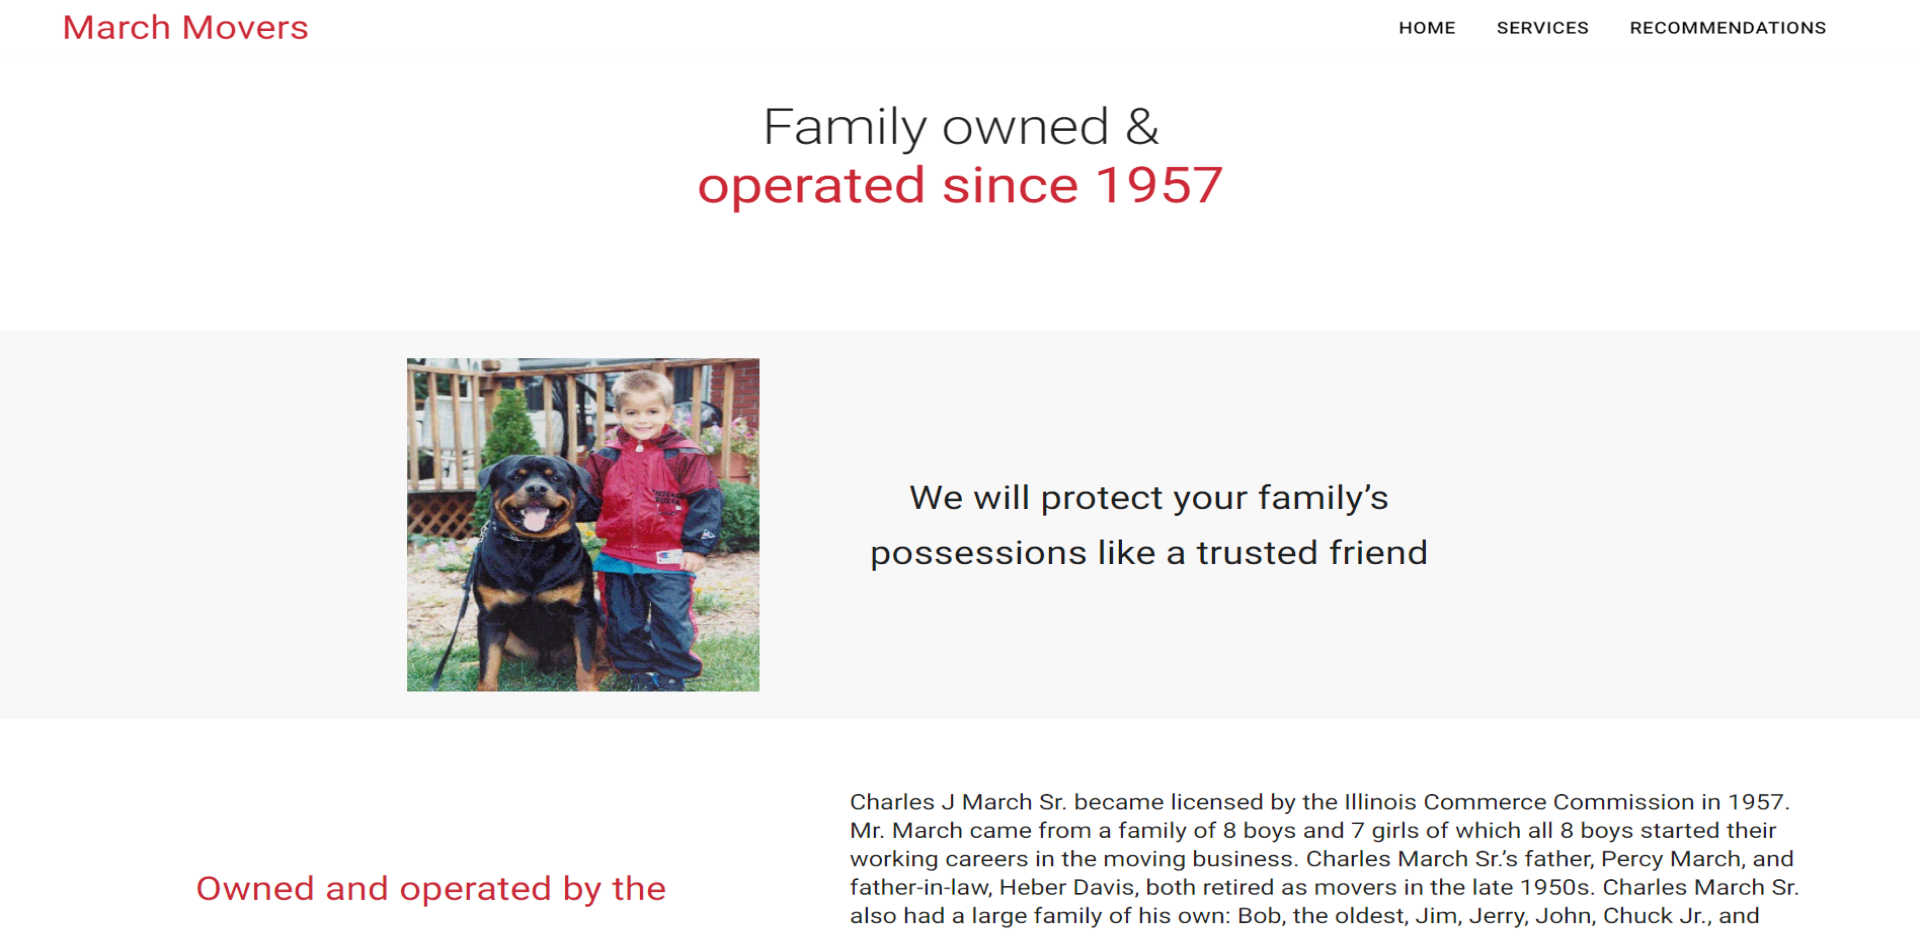 March Movers
HOME SERVICES RECOMMENDATIONS
Family owned &
operated since 1957
We will protect your family’s
possessions like a trusted friend
Owned and operated by the
Charles J March Sr. became licensed by the Illinois Commerce Commission in 1957.
Mr. March came from a family of 8 boys and 7 girls of which all 8 boys started their
working careers in the moving business. Charles March Sr.’s father, Percy March, and
father-in-law, Heber Davis, both retired as movers in the late 1950s. Charles March Sr.
also had a large family of his own: Bob, the oldest, Jim, Jerry, John, Chuck Jr., and